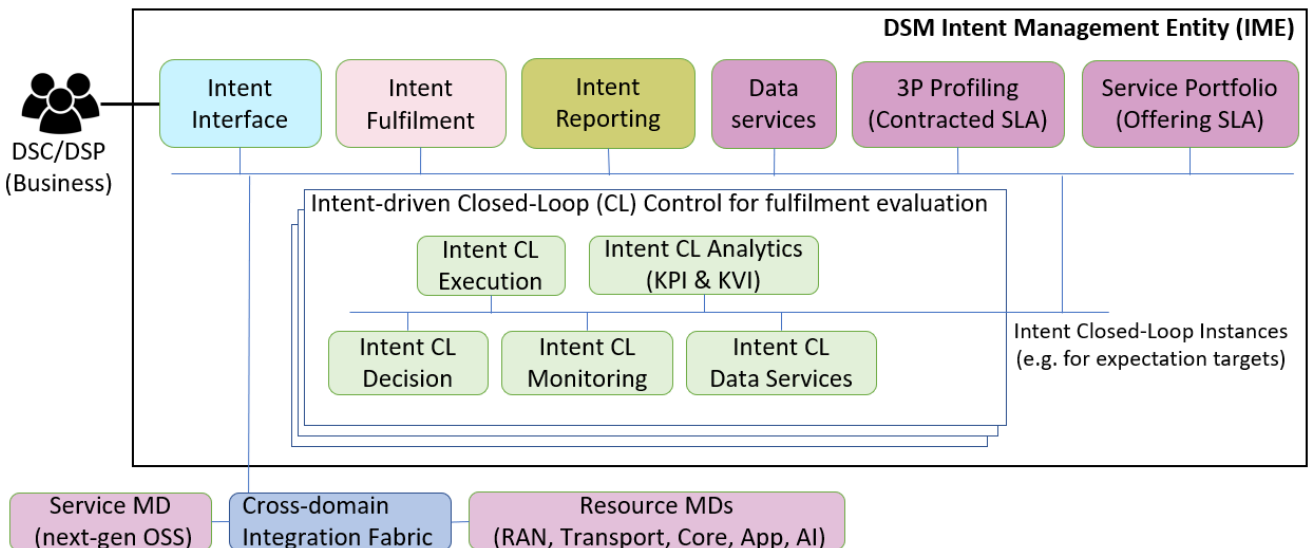 DSM Intent Management Entity (IME)
Intent
Interface
Intent
Fulfilment
Intent
Reporting
Data
services
3P Profiling
(Contracted SLA)
Service Portfolio
(Offering SLA)
DSC/DSP
(Business)
Intent-driven Closed-Loop (CL) Control for fulfilment evaluation
Intent CL
Execution
Intent CL Analytics
(KPI & KVI)
Intent CL
Decision
Intent CL
Monitoring
Intent CL
Data Services
Intent Closed-Loop Instances
(e.g. for expectation targets)
Service MD
(next-gen OSS)
Cross-domain
Integration Fabric
Resource MDs
(RAN, Transport, Core, App, AI)